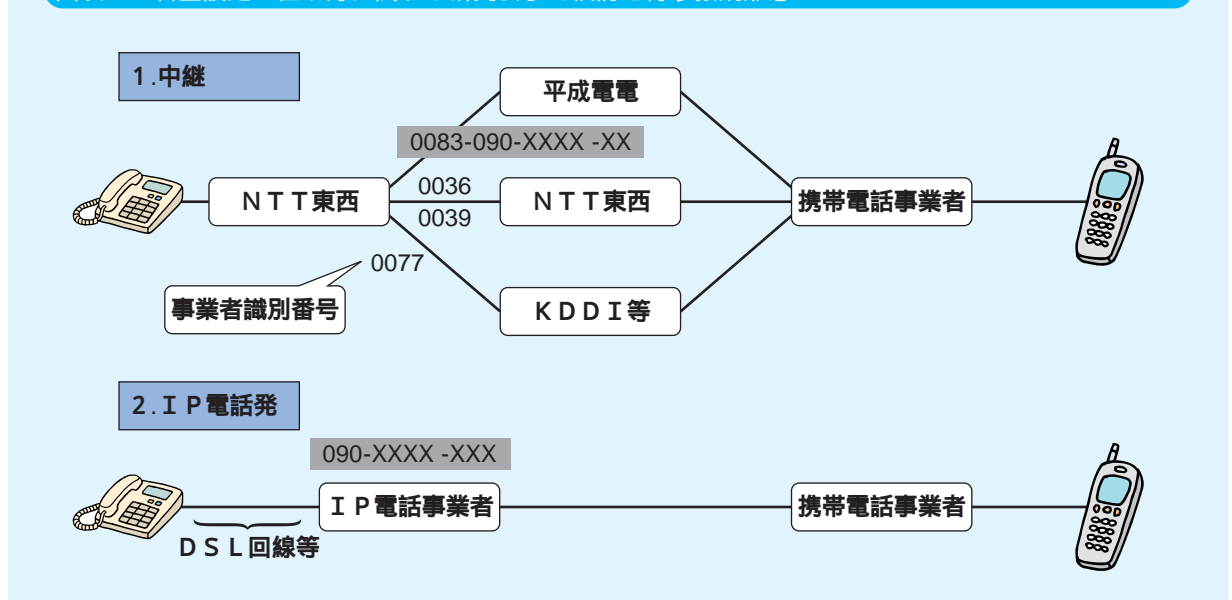 1.中継
平成電電
0083-090-XXXX -XX
NTT東西
0036
0039
NTT東西
携帯電話事業者
0077
事業者識別番号
KDDI等
2.IP電話発
090-XXXX -XXX
IP電話事業者
携帯電話事業者
DSL回線等